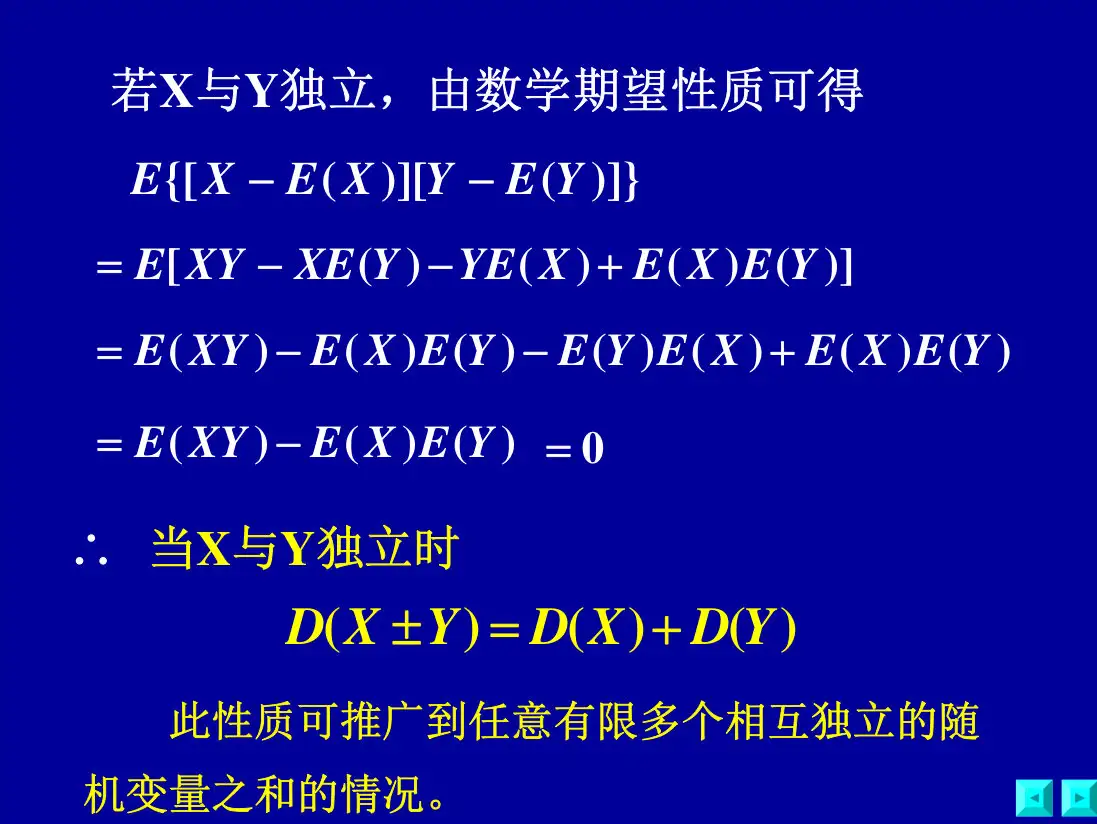 若X与Y独立，由数学期望性质可得
E{[X − E(X)][Y − E(Y)]}
= E[XY − XE(Y) − YE(X) + E(X)E(Y)]
= E(XY) − E(X)E(Y) − E(Y)E(X) + E(X)E(Y)
= E(XY) − E(X)E(Y) = 0
∴ 当X与Y独立时
D(X ± Y) = D(X) + D(Y)
此性质可推广到任意有限多个相互独立的随
机变量之和的情况。